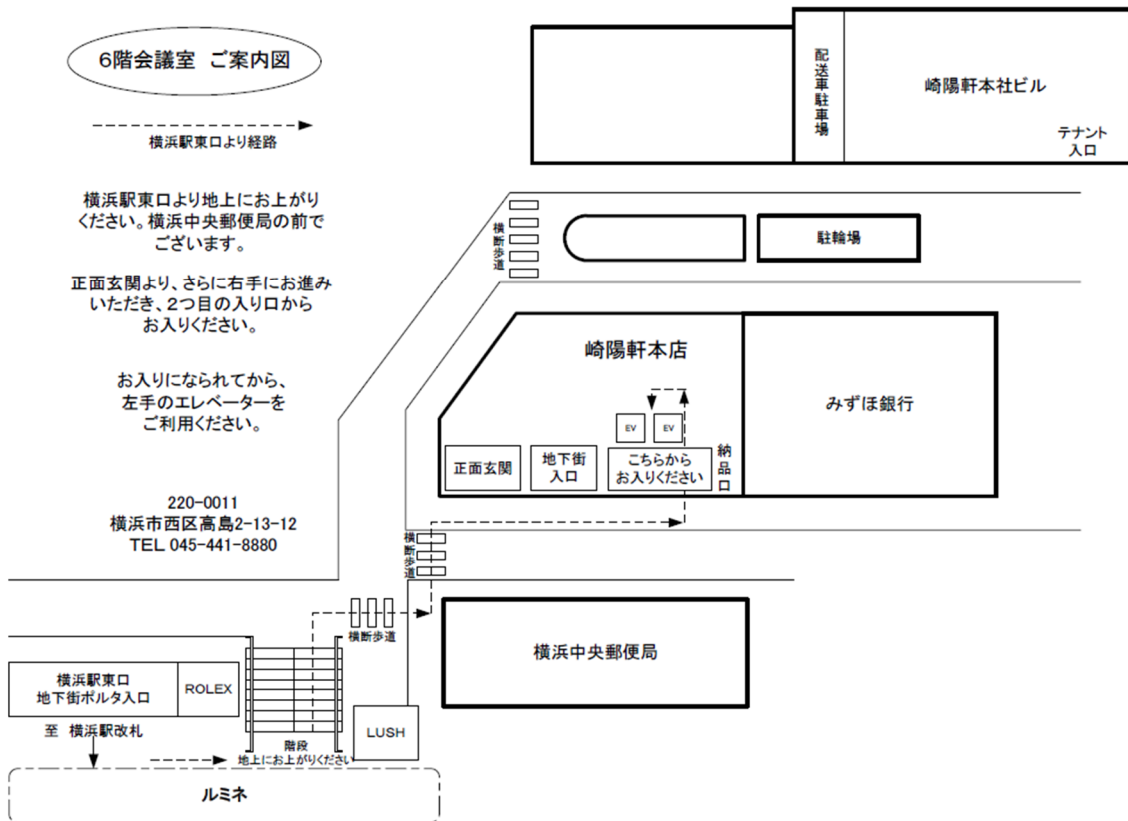 6階会議室 ご案内図
横浜駅東口より経路
横浜駅東口より地上にお上がり
ください。横浜中央郵便局の前で
ございます。
正面玄関より、さらに右手にお進み
いただき、2つ目の入り口から
お入りください。
お入りになられてから、
左手のエレベーターを
ご利用ください。
220-0011
横浜市西区高島2-13-12
TEL 045-441-8880
配送車駐車場
崎陽軒本社ビル
テナント
入口
横断歩道
駐輪場
崎陽軒本店
みずほ銀行
EV
EV
正面玄関
地下街
入口
こちらから
お入りください
納品口
横断歩道
横断歩道
横浜中央郵便局
横浜駅東口
地下街ポルタ入口
ROLEX
LUSH
至 横浜駅改札
階段
地上にお上がりください
ルミネ